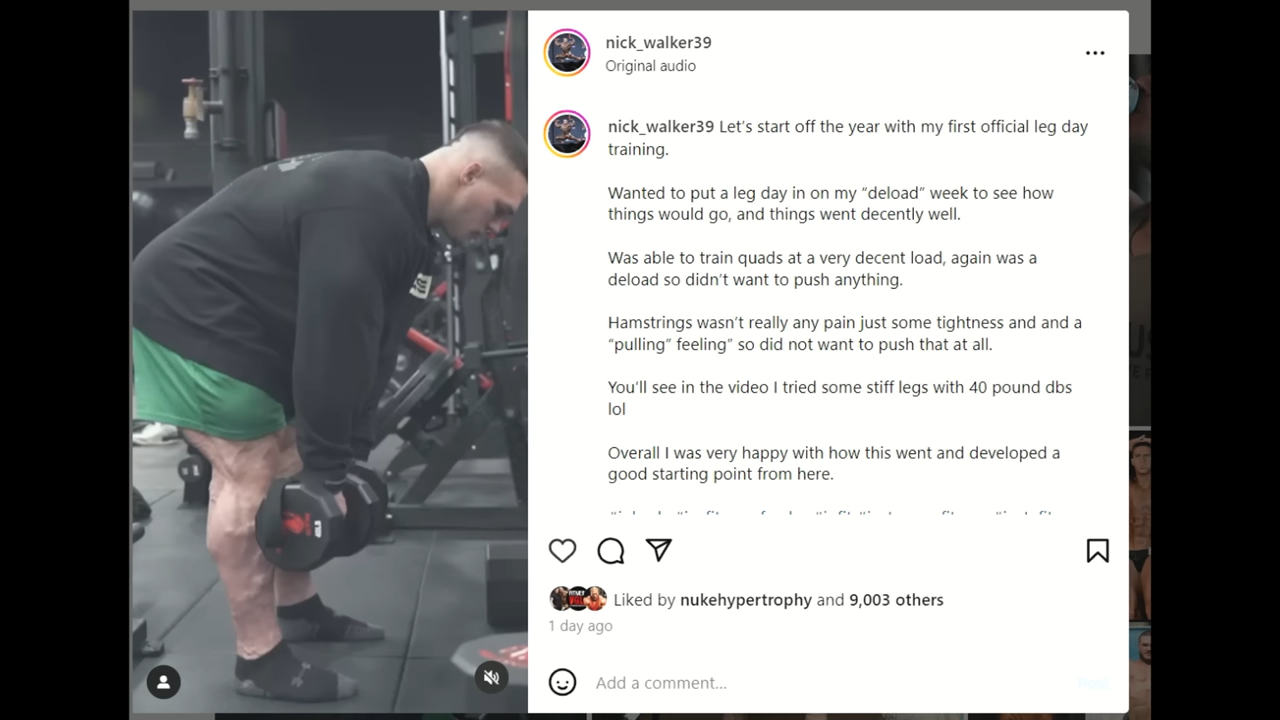 nick_walker39
Original audio
nick_walker39 Let's start off the year with my first official leg day
training.
Wanted to put a leg day in on my “deload” week to see how
things would go, and things went decently well.
Was able to train quads at a very decent load, again was a
deload so didn't want to push anything.
Hamstrings wasn't really any pain just some tightness and and a
“pulling” feeling” so did not want to push that at all.
You'll see in the video I tried some stiff legs with 40 pound dbs
lol
Overall I was very happy with how this went and developed a
good starting point from here.
Liked by nukehypertrophy and 9,003 others
1 day ago
Add a comment...
Post